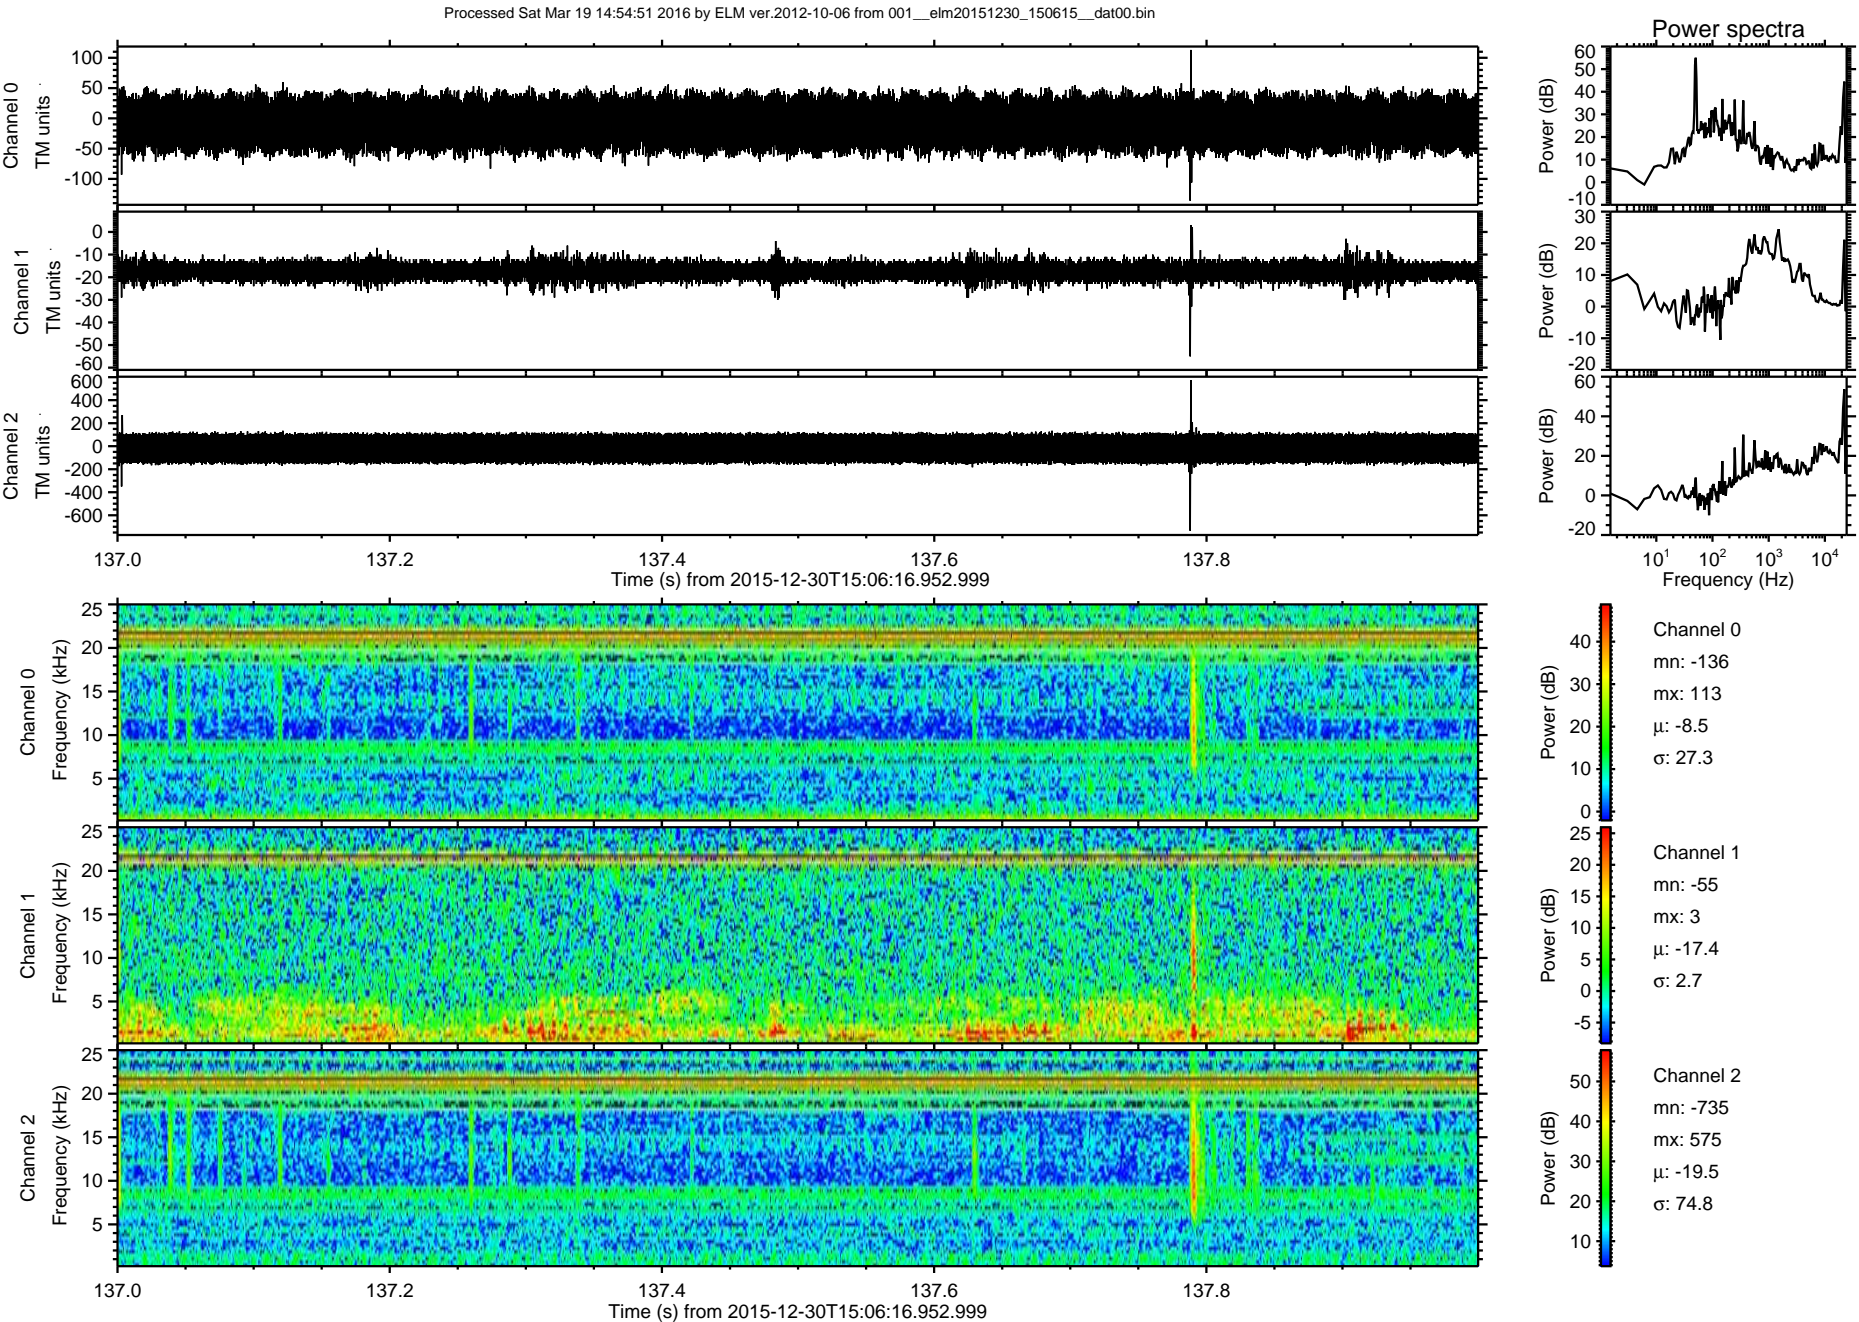 Processed Sat Mar 19 14:54:51 2016 by ELM ver.2012-10-06 from 001__elm20151230_150615__dat00.bin
Power spectra
Channel 0
TM units
100
50
0
-50
-100
Power (dB)
60
50
40
30
20
10
0
-10
Channel 1
TM units
0
-10
-20
-30
-40
-50
-60
Power (dB)
30
20
10
0
-10
-20
Channel 2
TM units
600
400
200
0
-200
-400
-600
Power (dB)
60
40
20
0
-20
137.0 137.2 137.4 137.6 137.8
Time (s) from 2015-12-30T15:06:16.952.999
10^1 10^2 10^3 10^4
Frequency (Hz)
Channel 0
Frequency (kHz)
25
20
15
10
5
Power (dB)
40
30
20
10
0
Channel 0
mn: -136
mx: 113
µ: -8.5
σ: 27.3
Channel 1
Frequency (kHz)
25
20
15
10
5
Power (dB)
25
20
15
10
5
0
-5
Channel 1
mn: -55
mx: 3
µ: -17.4
σ: 2.7
Channel 2
Frequency (kHz)
25
20
15
10
5
Power (dB)
50
40
30
20
10
Channel 2
mn: -735
mx: 575
µ: -19.5
σ: 74.8
137.0 137.2 137.4 137.6 137.8
Time (s) from 2015-12-30T15:06:16.952.999